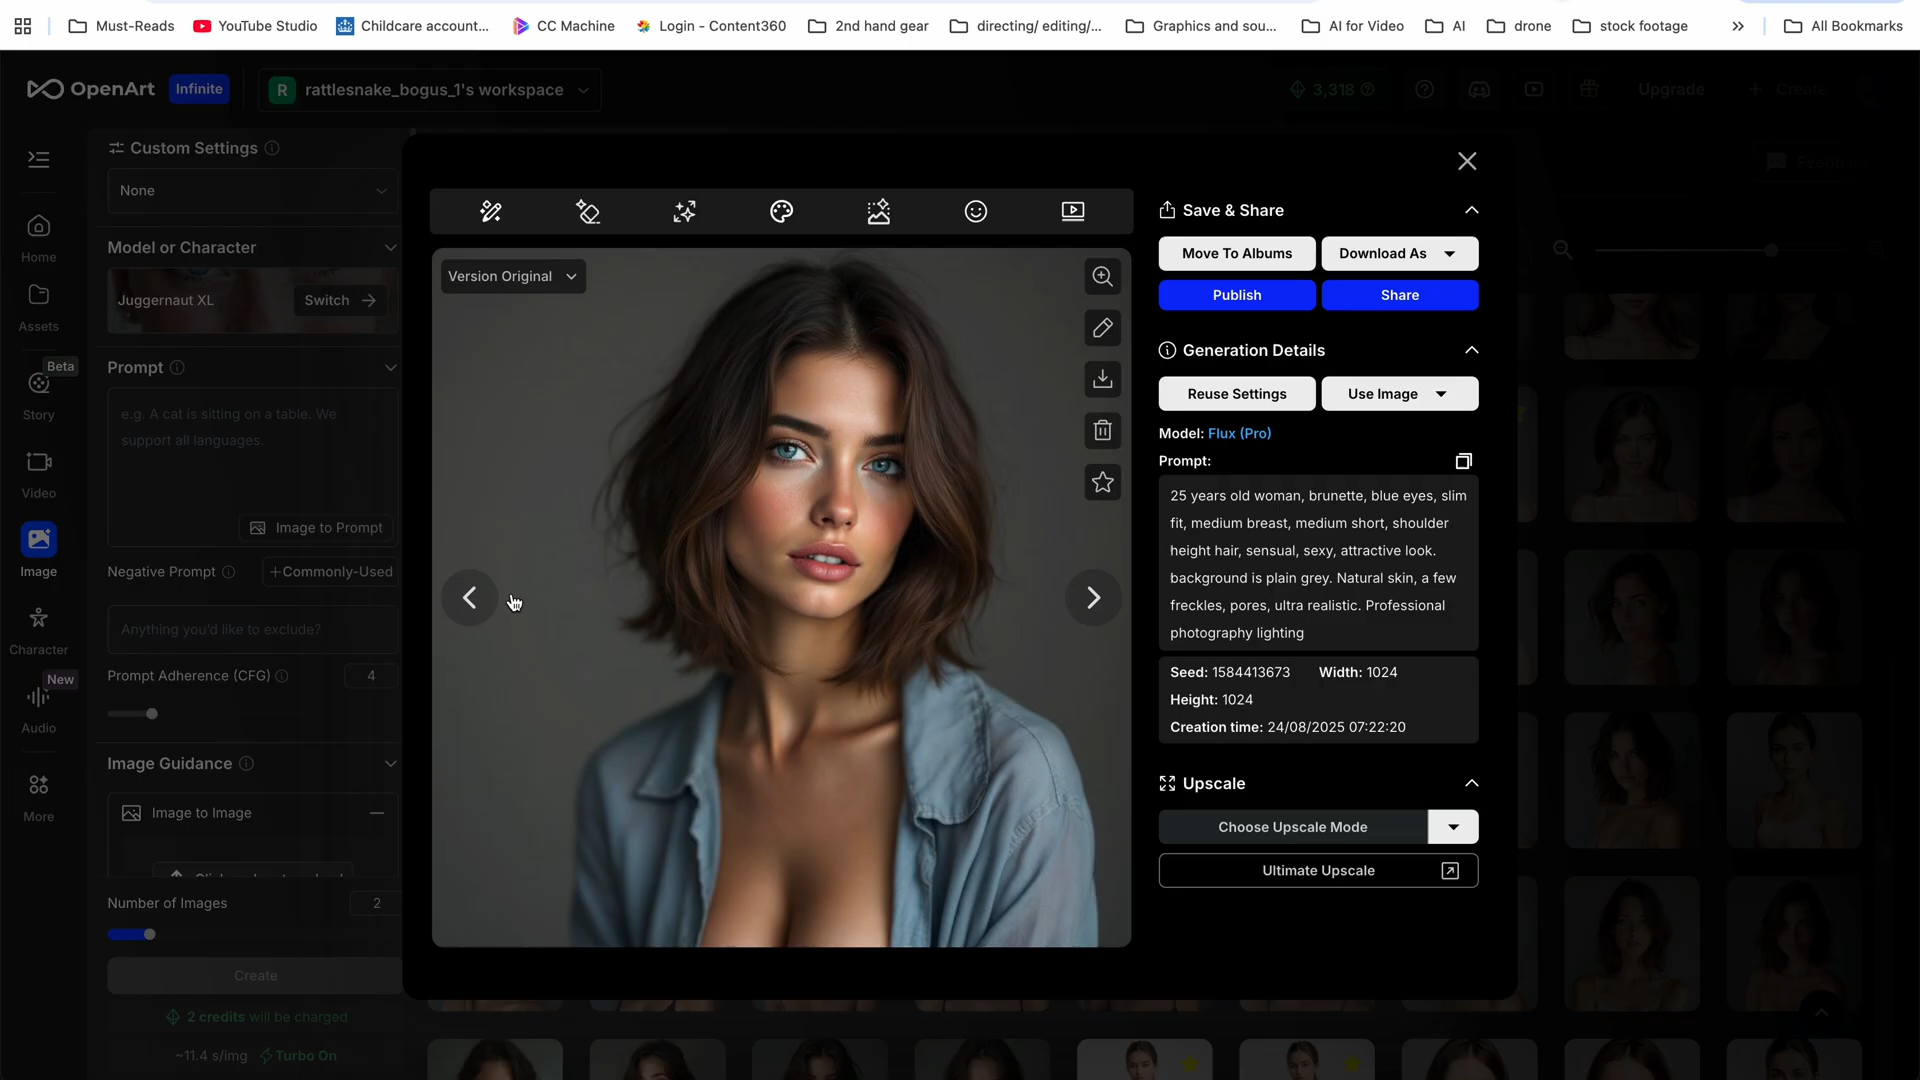 Must-Reads
YouTube Studio
Childcare account...
CC Machine
Login - Content360
2nd hand gear
directing/ editing/...
Graphics and sou...
AI for Video
AI
drone
stock footage
All Bookmarks
OpenArt
Infinite
R
rattlesnake_bogus_1's workspace
3,318
Upgrade
Create
Home
Assets
Beta
Story
Video
Image
Character
New
Audio
More
Custom Settings
None
Model or Character
Juggernaut XL
Switch
Prompt
e.g. A cat is sitting on a table. We
support all languages.
Image to Prompt
Negative Prompt
+Commonly-Used
Anything you'd like to exclude?
Prompt Adherence (CFG)
4
Image Guidance
Image to Image
Number of Images
2
Create
2 credits will be charged
~11.4 s/img
Turbo On
Version Original
Save & Share
Move To Albums
Download As
Publish
Share
Generation Details
Reuse Settings
Use Image
Model: Flux (Pro)
Prompt:
25 years old woman, brunette, blue eyes, slim
fit, medium breast, medium short, shoulder
height hair, sensual, sexy, attractive look.
background is plain grey. Natural skin, a few
freckles, pores, ultra realistic. Professional
photography lighting
Seed: 1584413673 Width: 1024
Height: 1024
Creation time: 24/08/2025 07:22:20
Upscale
Choose Upscale Mode
Ultimate Upscale